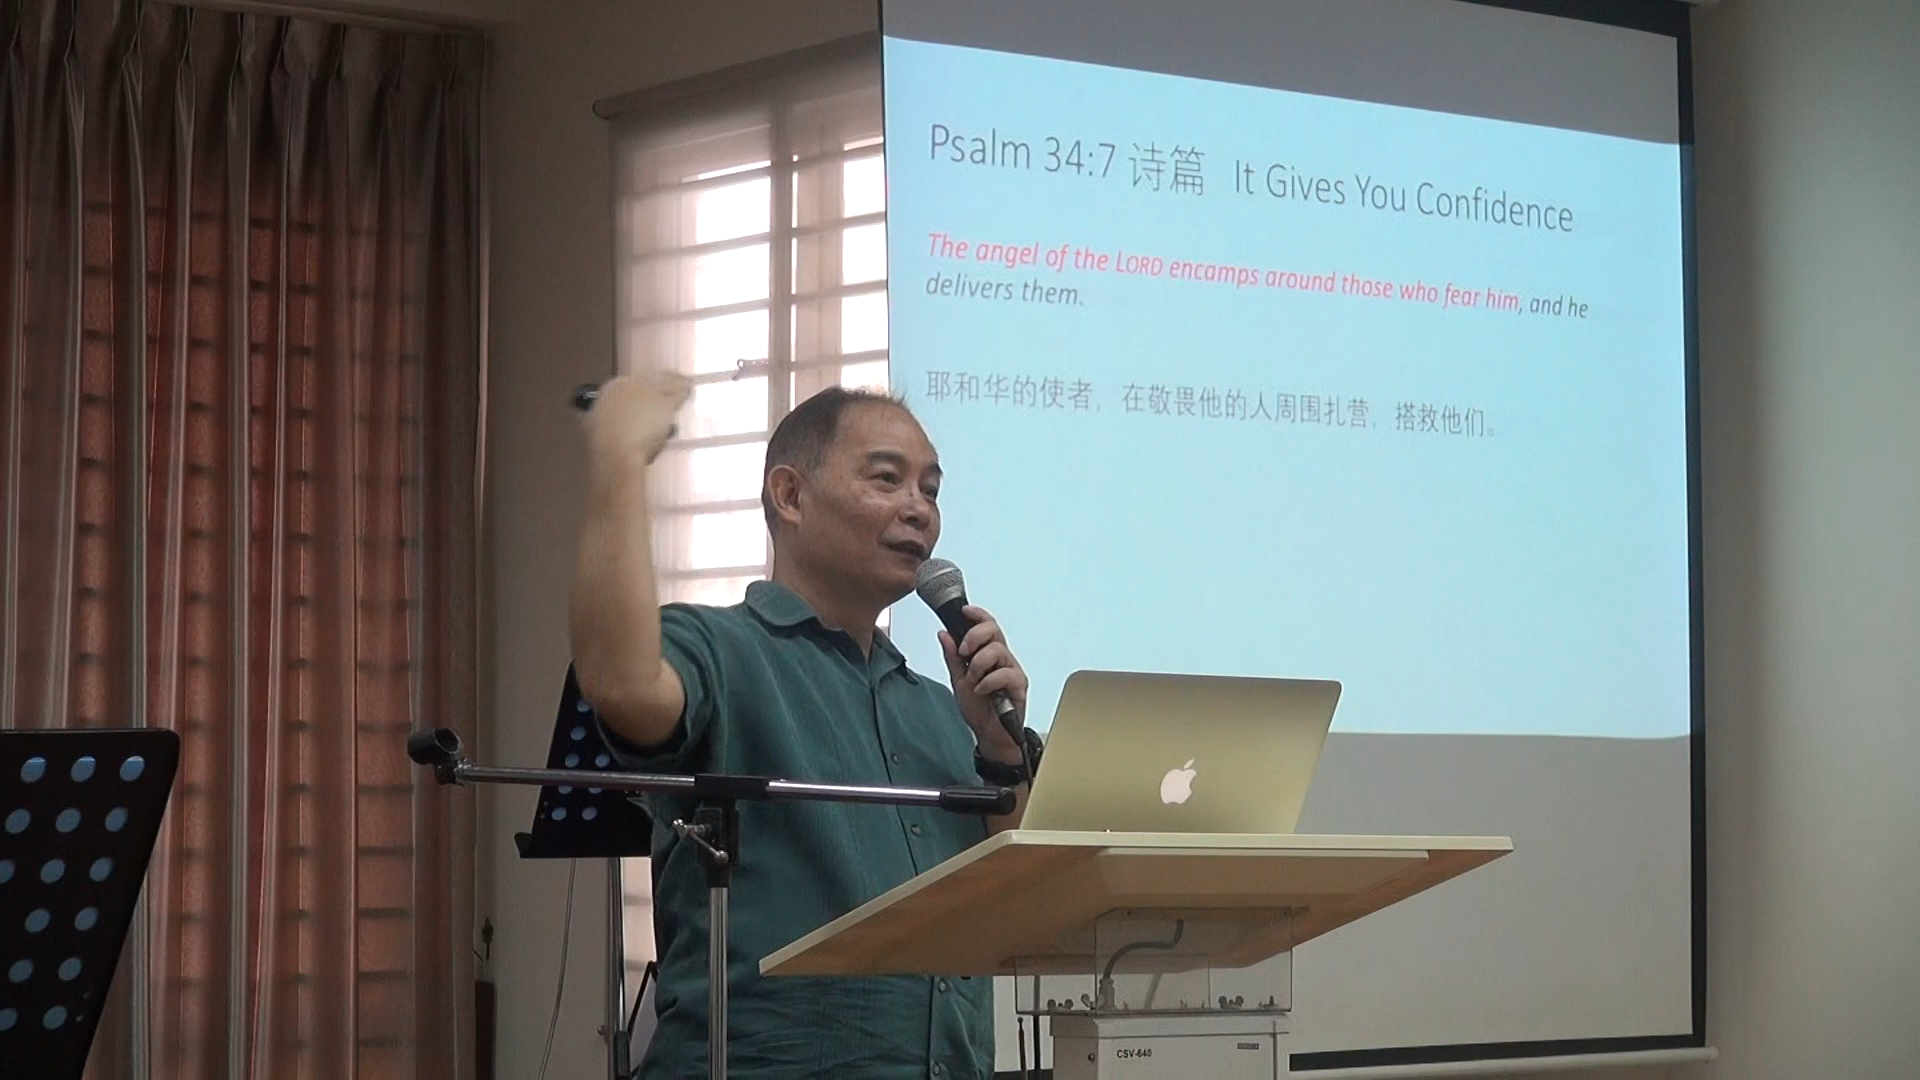 Psalm 34:7 诗篇 It Gives You Confidence
The angel of the LORD encamps around those who fear him, and he
delivers them.
耶和华的使者，在敬畏他的人周围扎营，搭救他们。
CSV-640